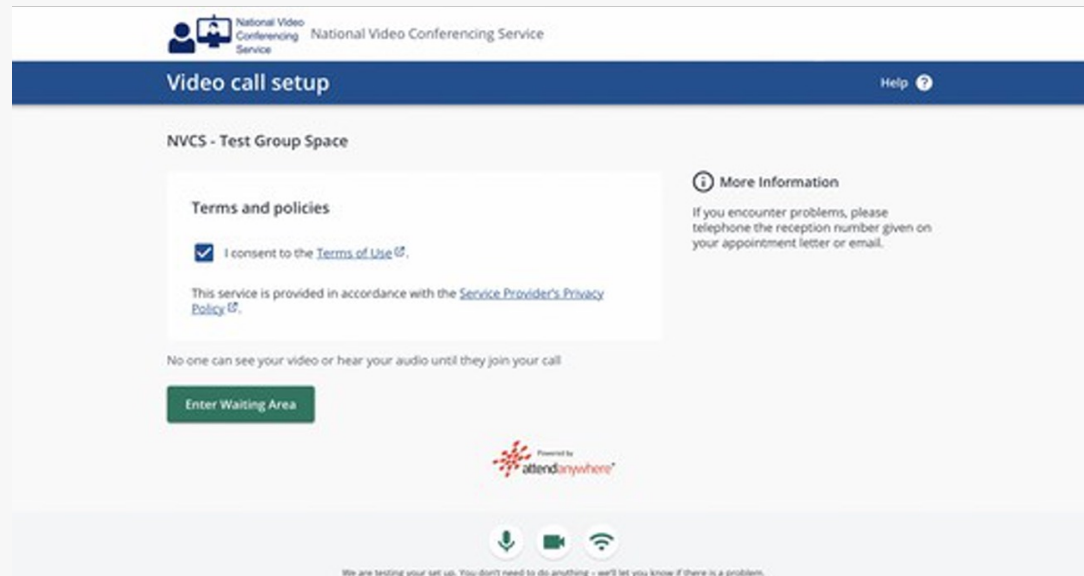 National Video
Conferencing
Service
National Video Conferencing Service
Video call setup
Help ?
NVCS - Test Group Space
Terms and policies
I consent to the Terms of Use.
This service is provided in accordance with the Service Provider's Privacy
Policy.
i More Information
If you encounter problems, please
telephone the reception number given on
your appointment letter or email.
No one can see your video or hear your audio until they join your call
Enter Waiting Area
Powered by
attendanywhere
We are testing your set up. You don't need to do anything – we'll let you know if there is a problem.